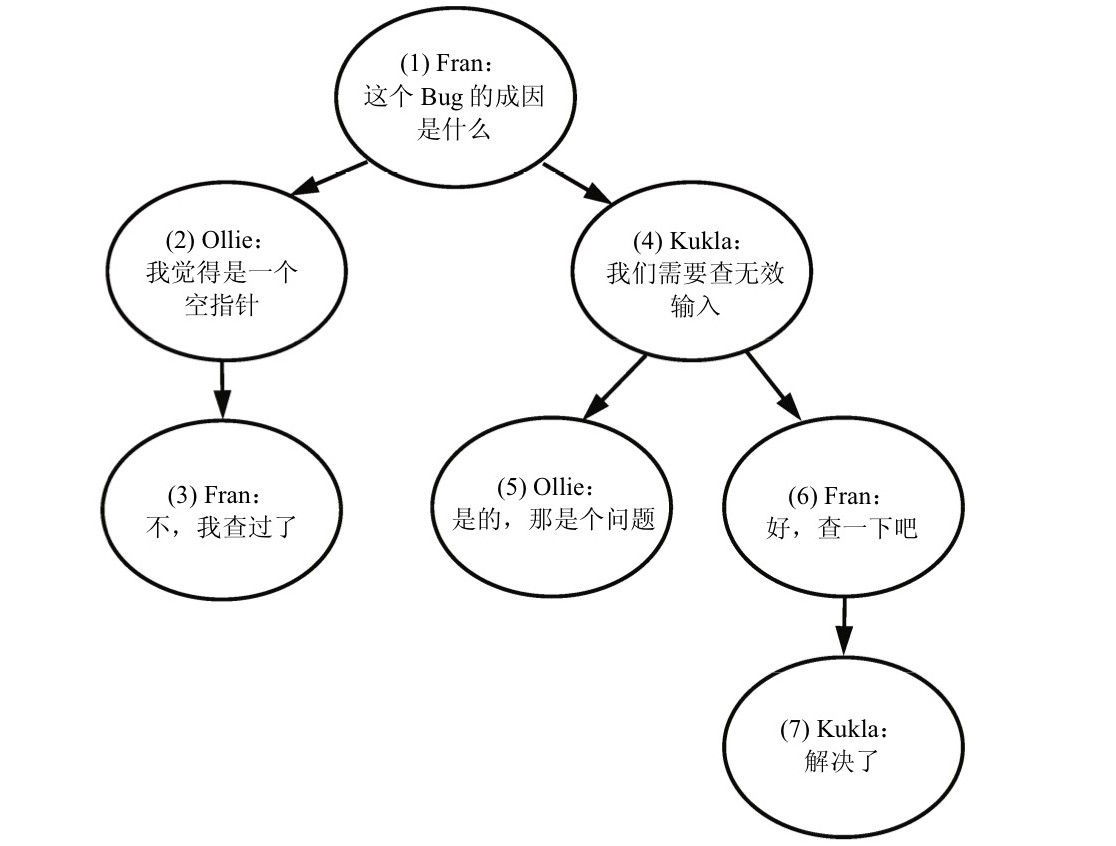 (1) Fran：
这个 Bug 的成因
是什么
(2) Ollie：
我觉得是一个
空指针
(4) Kukla：
我们需要查无效
输入
(3) Fran：
不，我查过了
(5) Ollie：
是的，那是个问题
(6) Fran：
好，查一下吧
(7) Kukla：
解决了